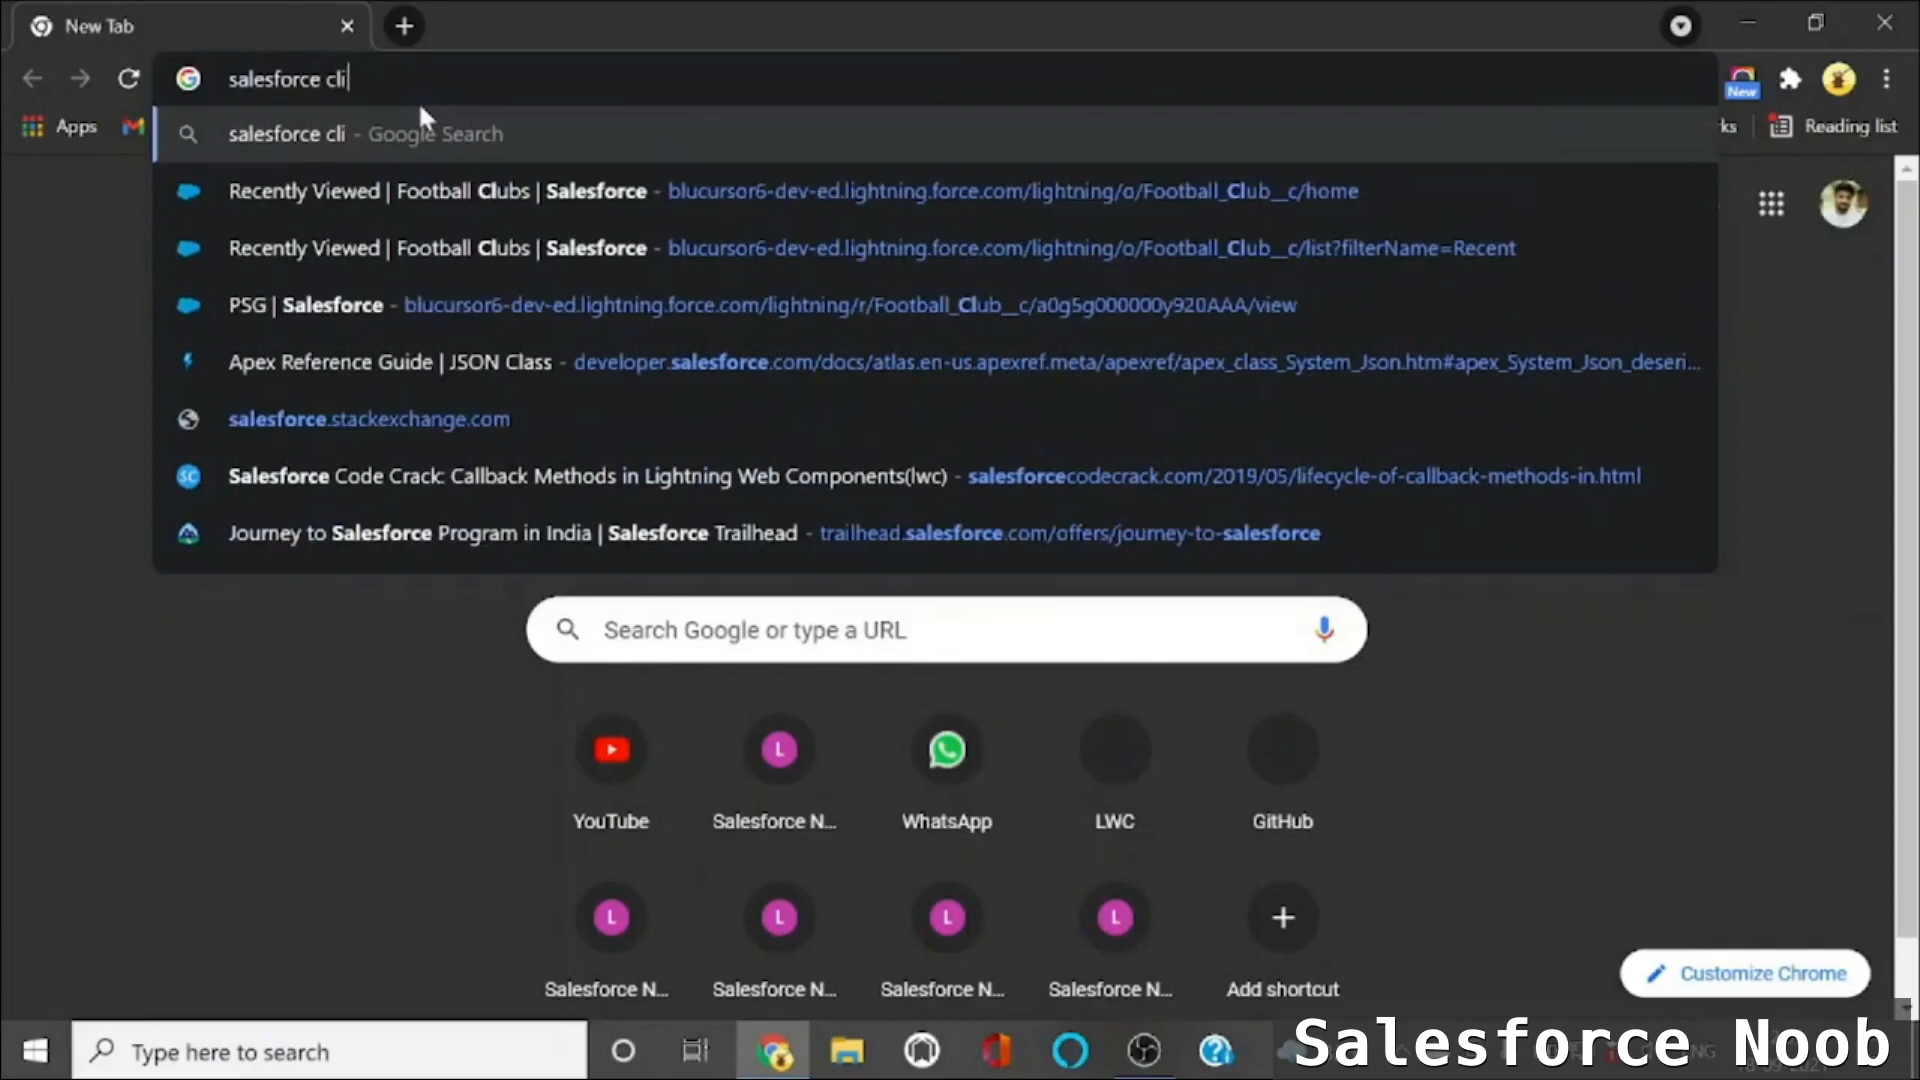 New Tab
salesforce cli
New
Apps
ks
Reading list
salesforce cli - Google Search
Recently Viewed | Football Clubs | Salesforce - blucursor6-dev-ed.lightning.force.com/lightning/o/Football_Club__c/home
Recently Viewed | Football Clubs | Salesforce - blucursor6-dev-ed.lightning.force.com/lightning/o/Football_Club__c/list?filterName=Recent
PSG | Salesforce - blucursor6-dev-ed.lightning.force.com/lightning/r/Football_Club__c/a0g5g000000y920AAA/view
Apex Reference Guide | JSON Class - developer.salesforce.com/docs/atlas.en-us.apexref.meta/apexref/apex_class_System_Json.htm#apex_System_Json_deseri...
salesforce.stackexchange.com
SC
Salesforce Code Crack: Callback Methods in Lightning Web Components(lwc) - salesforcecodecrack.com/2019/05/lifecycle-of-callback-methods-in.html
Journey to Salesforce Program in India | Salesforce Trailhead - trailhead.salesforce.com/offers/journey-to-salesforce
Search Google or type a URL
L
YouTube
Salesforce N...
WhatsApp
LWC
GitHub
L
L
L
L
Salesforce N...
Salesforce N...
Salesforce N...
Salesforce N...
Add shortcut
Customize Chrome
Type here to search
Salesforce Noob